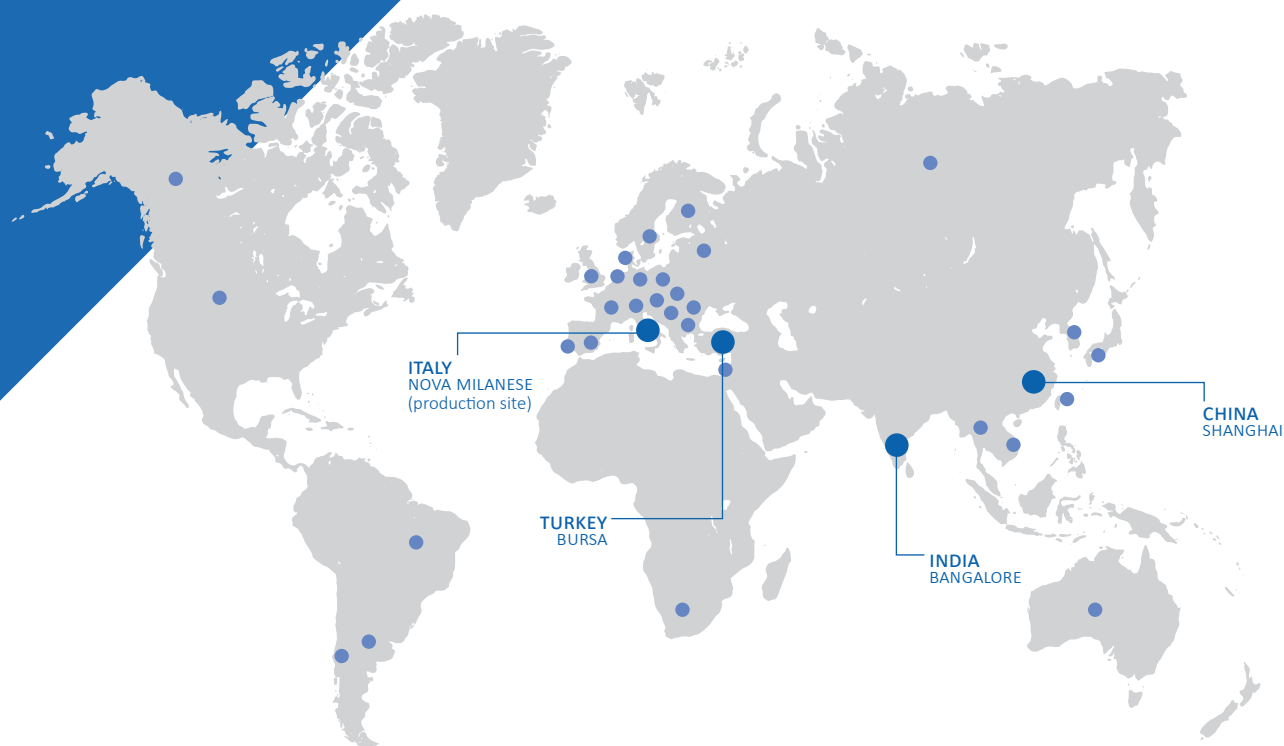 ITALY
NOVA MILANESE
(production site)
CHINA
SHANGHAI
TURKEY
BURSA
INDIA
BANGALORE